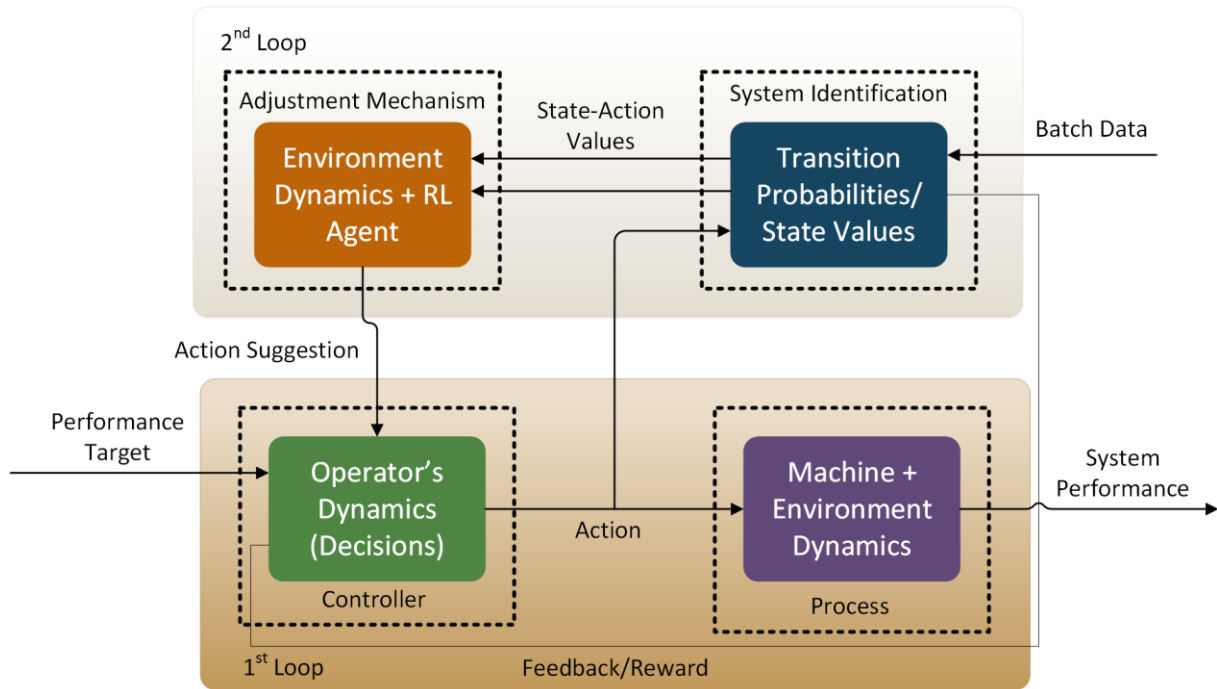 2nd Loop
Adjustment Mechanism
Environment
Dynamics + RL
Agent
State-Action
Values
System Identification
Transition
Probabilities/
State Values
Batch Data
Action Suggestion
Performance
Target
Operator’s
Dynamics
(Decisions)
Controller
Action
Machine +
Environment
Dynamics
Process
System
Performance
1st Loop
Feedback/Reward